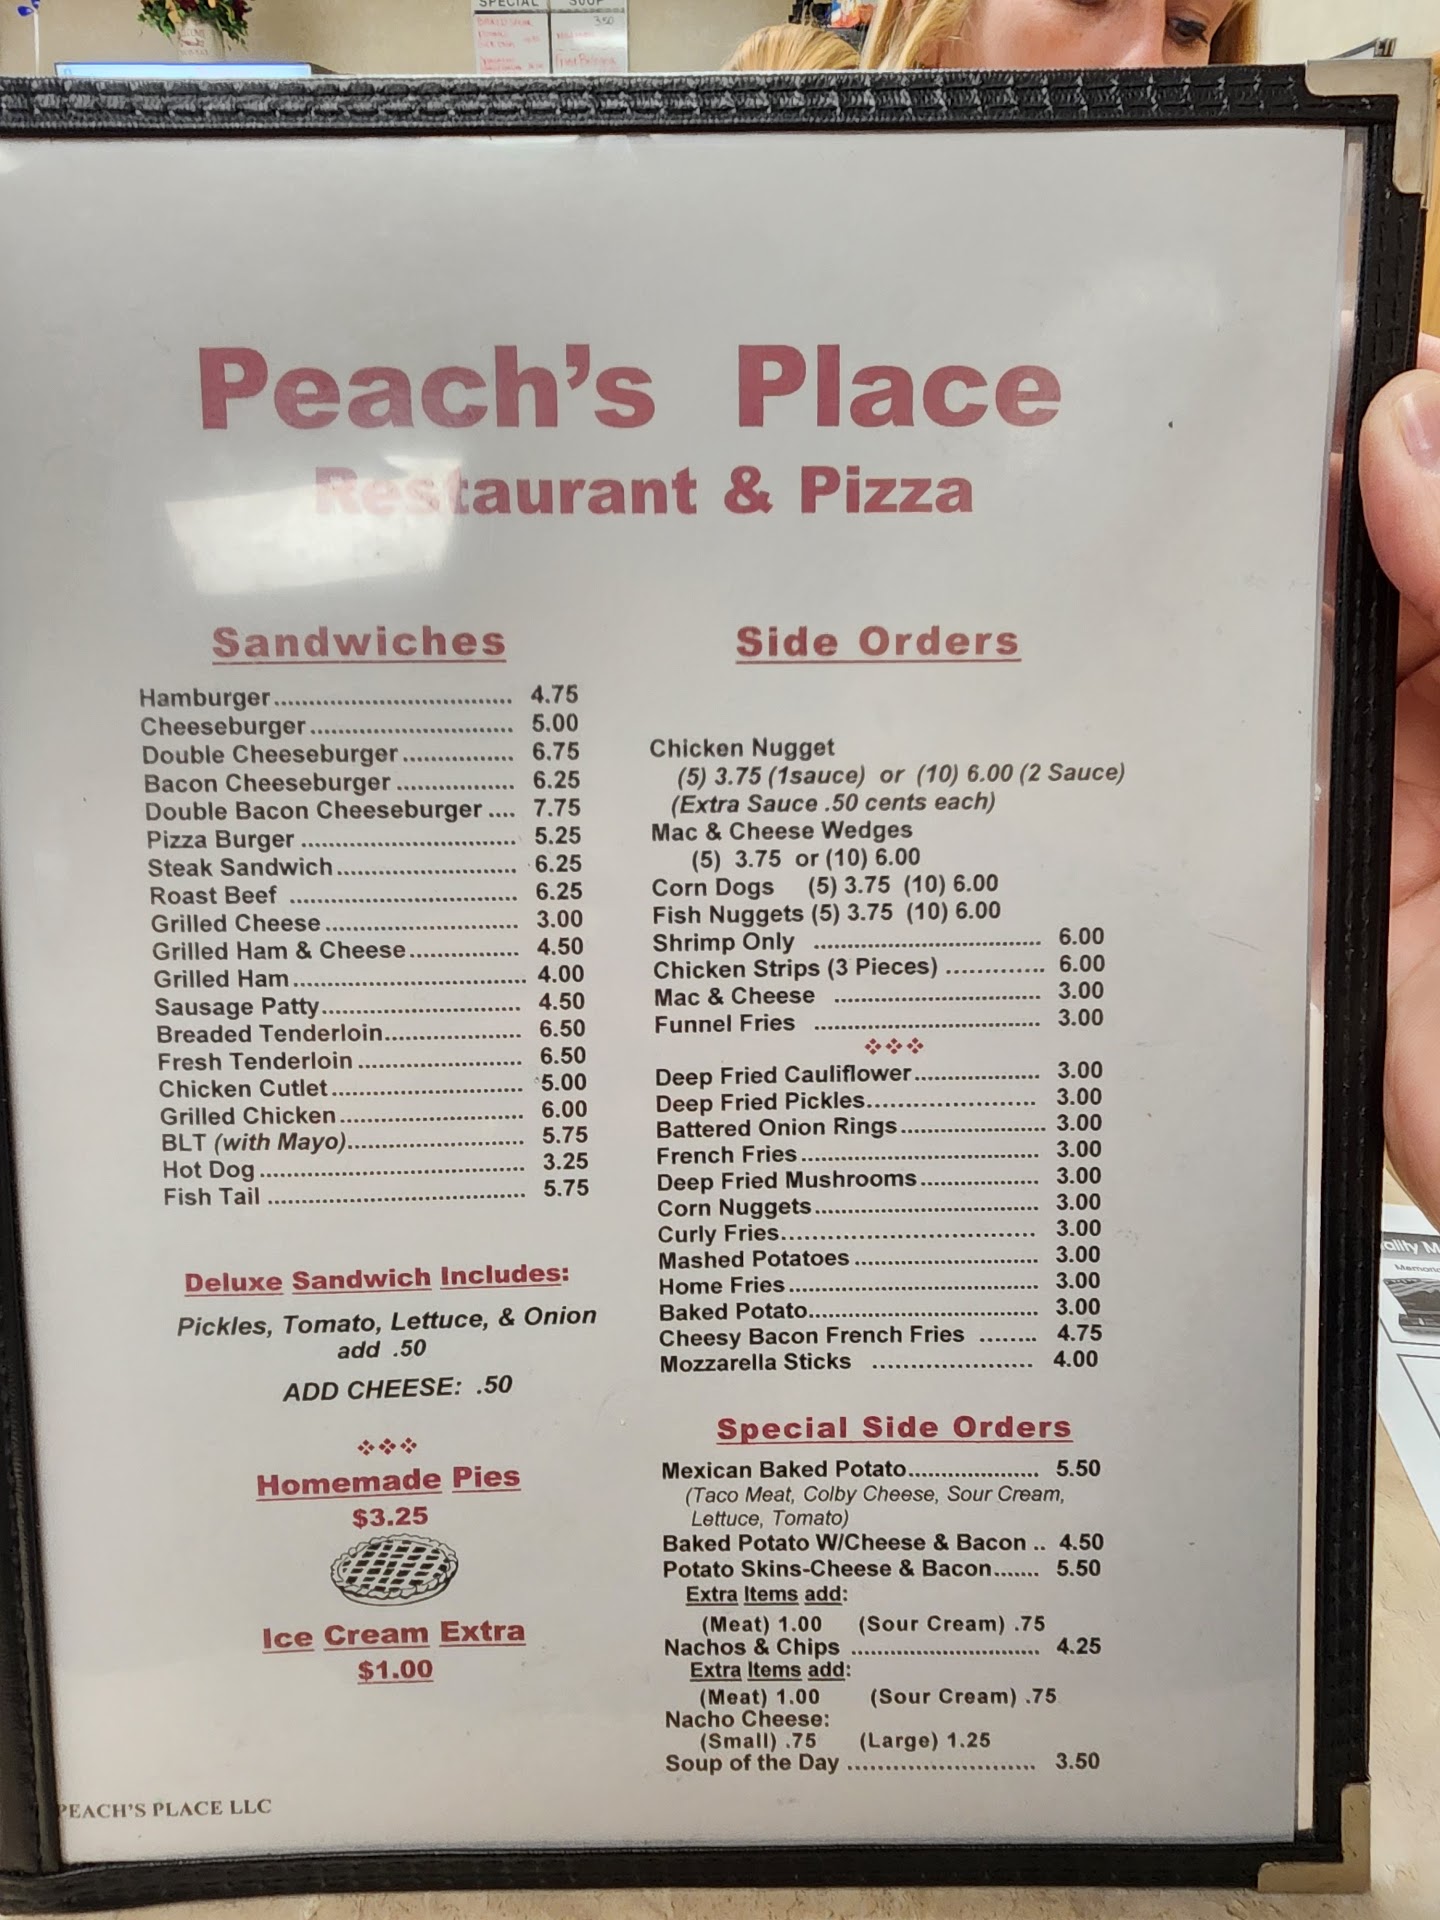 SPECIAL
SOUP
3.50
Peach's Place
Restaurant & Pizza
Sandwiches
Hamburger.................................. 4.75
Cheeseburger............................. 5.00
Double Cheeseburger................ 6.75
Bacon Cheeseburger................. 6.25
Double Bacon Cheeseburger.... 7.75
Pizza Burger ............................... 5.25
Steak Sandwich.......................... 6.25
Roast Beef ................................. 6.25
Grilled Cheese............................ 3.00
Grilled Ham & Cheese................ 4.50
Grilled Ham................................. 4.00
Sausage Patty............................. 4.50
Breaded Tenderloin.................... 6.50
Fresh Tenderloin........................ 6.50
Chicken Cutlet............................ 5.00
Grilled Chicken........................... 6.00
BLT (with Mayo).......................... 5.75
Hot Dog....................................... 3.25
Fish Tail ..................................... 5.75
Deluxe Sandwich Includes:
Pickles, Tomato, Lettuce, & Onion
add .50
ADD CHEESE: .50
Homemade Pies
$3.25
Ice Cream Extra
$1.00
PEACH'S PLACE LLC
Side Orders
Chicken Nugget
(5) 3.75 (1sauce) or (10) 6.00 (2 Sauce)
(Extra Sauce .50 cents each)
Mac & Cheese Wedges
(5) 3.75 or (10) 6.00
Corn Dogs (5) 3.75 (10) 6.00
Fish Nuggets (5) 3.75 (10) 6.00
Shrimp Only ................................. 6.00
Chicken Strips (3 Pieces) .............. 6.00
Mac & Cheese .............................. 3.00
Funnel Fries ................................. 3.00
Deep Fried Cauliflower.................. 3.00
Deep Fried Pickles........................ 3.00
Battered Onion Rings..................... 3.00
French Fries................................... 3.00
Deep Fried Mushrooms................. 3.00
Corn Nuggets................................. 3.00
Curly Fries..................................... 3.00
Mashed Potatoes........................... 3.00
Home Fries.................................... 3.00
Baked Potato................................. 3.00
Cheesy Bacon French Fries ........ 4.75
Mozzarella Sticks ....................... 4.00
Special Side Orders
Mexican Baked Potato................... 5.50
(Taco Meat, Colby Cheese, Sour Cream,
Lettuce, Tomato)
Baked Potato W/Cheese & Bacon .. 4.50
Potato Skins-Cheese & Bacon....... 5.50
Extra Items add:
(Meat) 1.00 (Sour Cream) .75
Nachos & Chips ........................... 4.25
Extra Items add:
(Meat) 1.00 (Sour Cream) .75
Nacho Cheese:
(Small) .75 (Large) 1.25
Soup of the Day ........................... 3.50